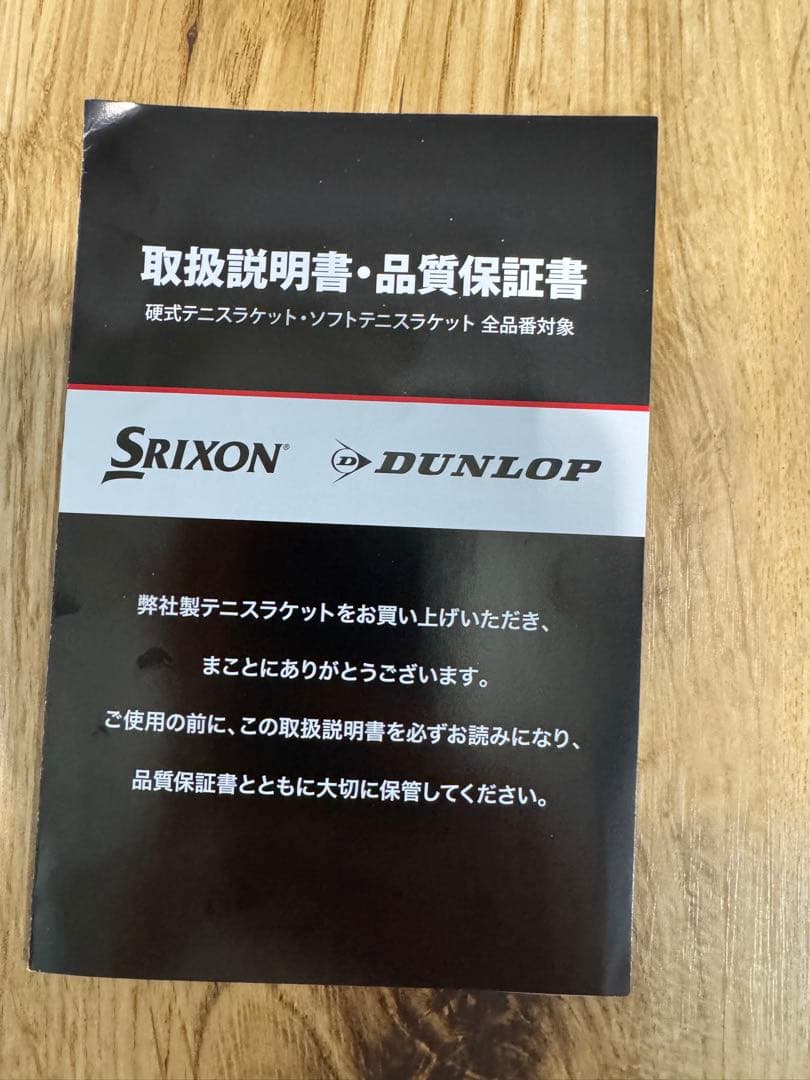 取扱説明書・品質保証書
硬式テニスラケット・ソフトテニスラケット 全品番対象
SRIXON® DUNLOP
弊社製テニスラケットをお買い上げいただき、
まことにありがとうございます。
ご使用の前に、この取扱説明書を必ずお読みになり、
品質保証書とともに大切に保管してください。